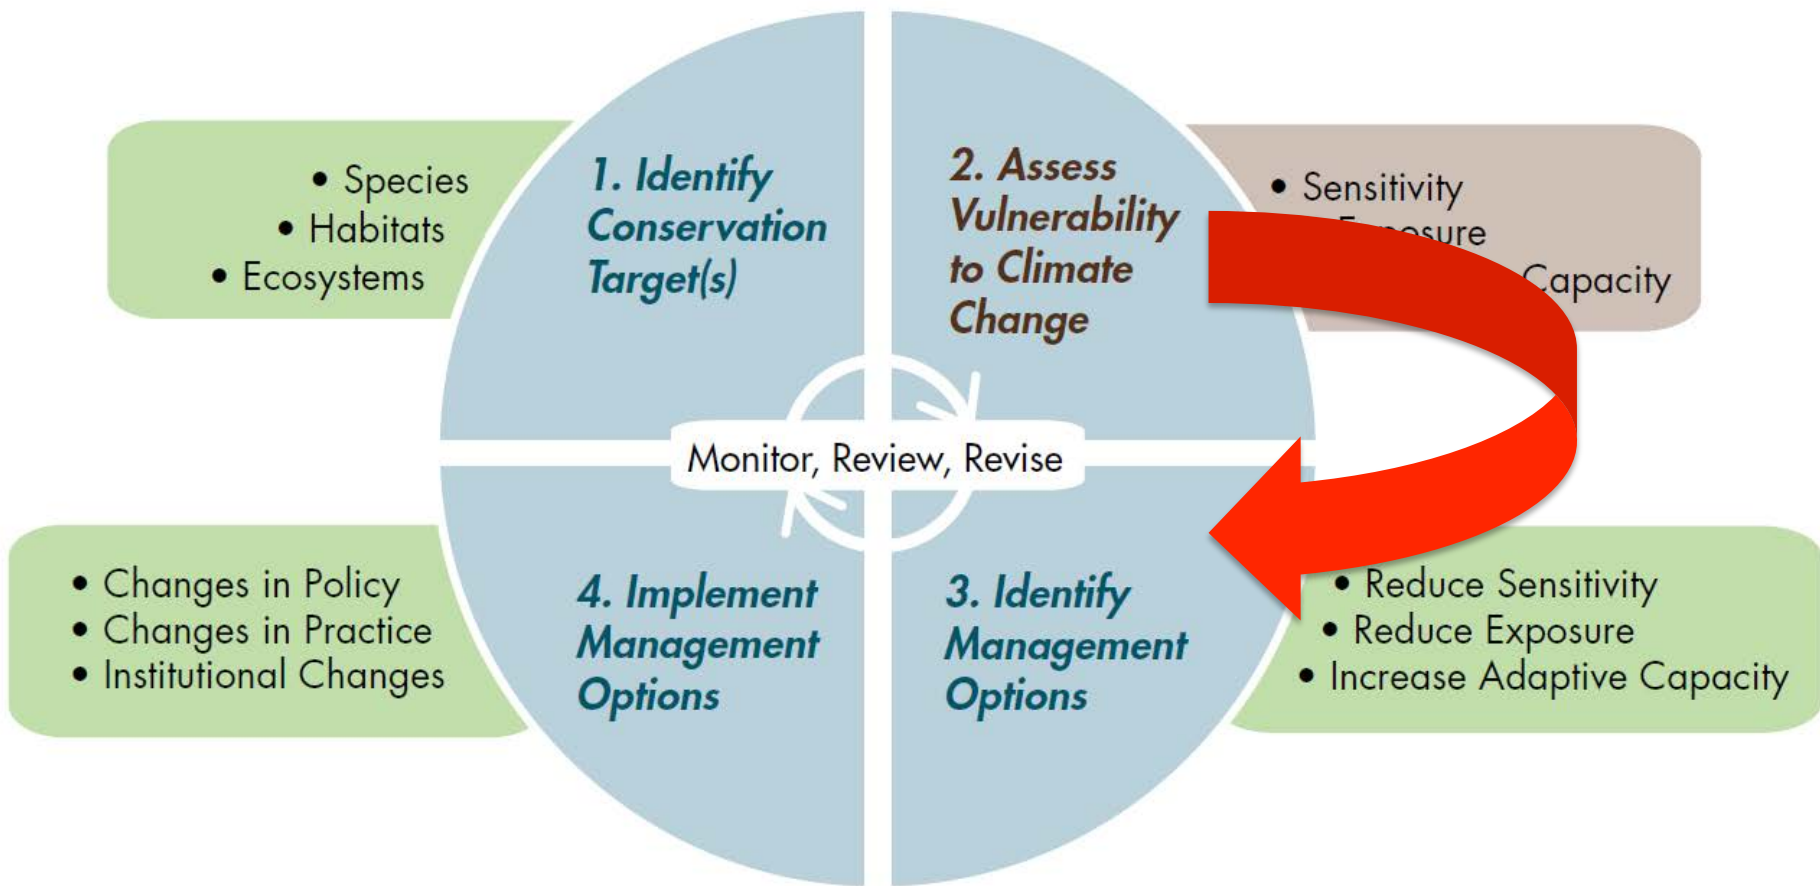 • Species
• Habitats
• Ecosystems
1. Identify
Conservation
Target(s)
2. Assess
Vulnerability
to Climate
Change
• Sensitivity
Capacity
Monitor, Review, Revise
• Changes in Policy
• Changes in Practice
• Institutional Changes
4. Implement
Management
Options
3. Identify
Management
Options
• Reduce Sensitivity
• Reduce Exposure
• Increase Adaptive Capacity